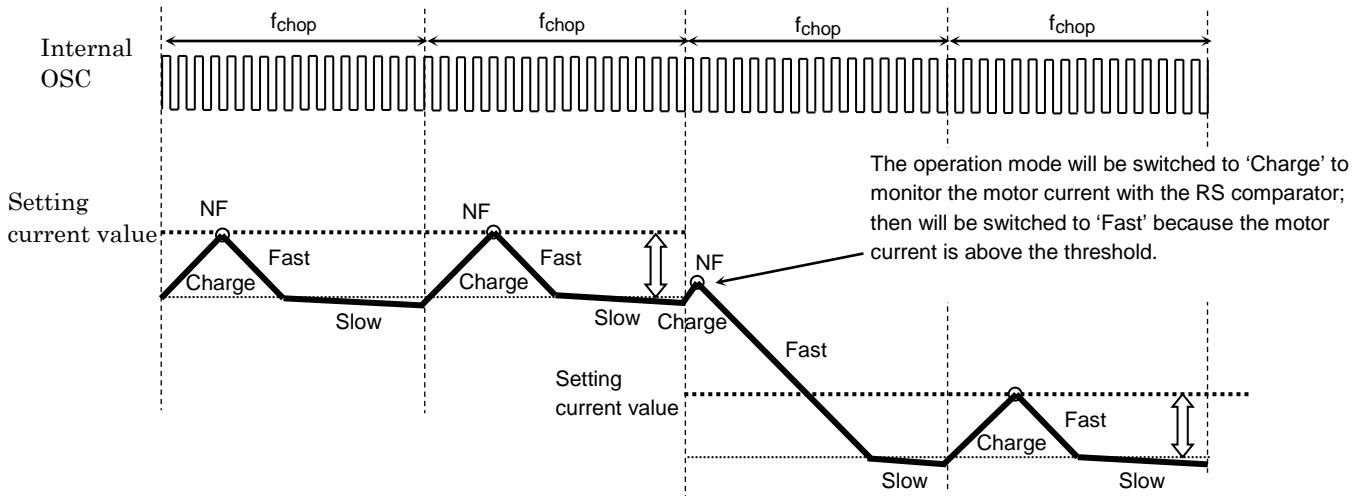 fchop
fchop
fchop
fchop
Internal
OSC
The operation mode will be switched to ‘Charge’ to
monitor the motor current with the RS comparator;
then will be switched to ‘Fast’ because the motor
current is above the threshold.
Setting
current value
NF
NF
Fast
Fast
Charge
Charge
NF
Slow
Slow
Charge
Fast
Setting
current value
Fast
Charge
Slow
Slow